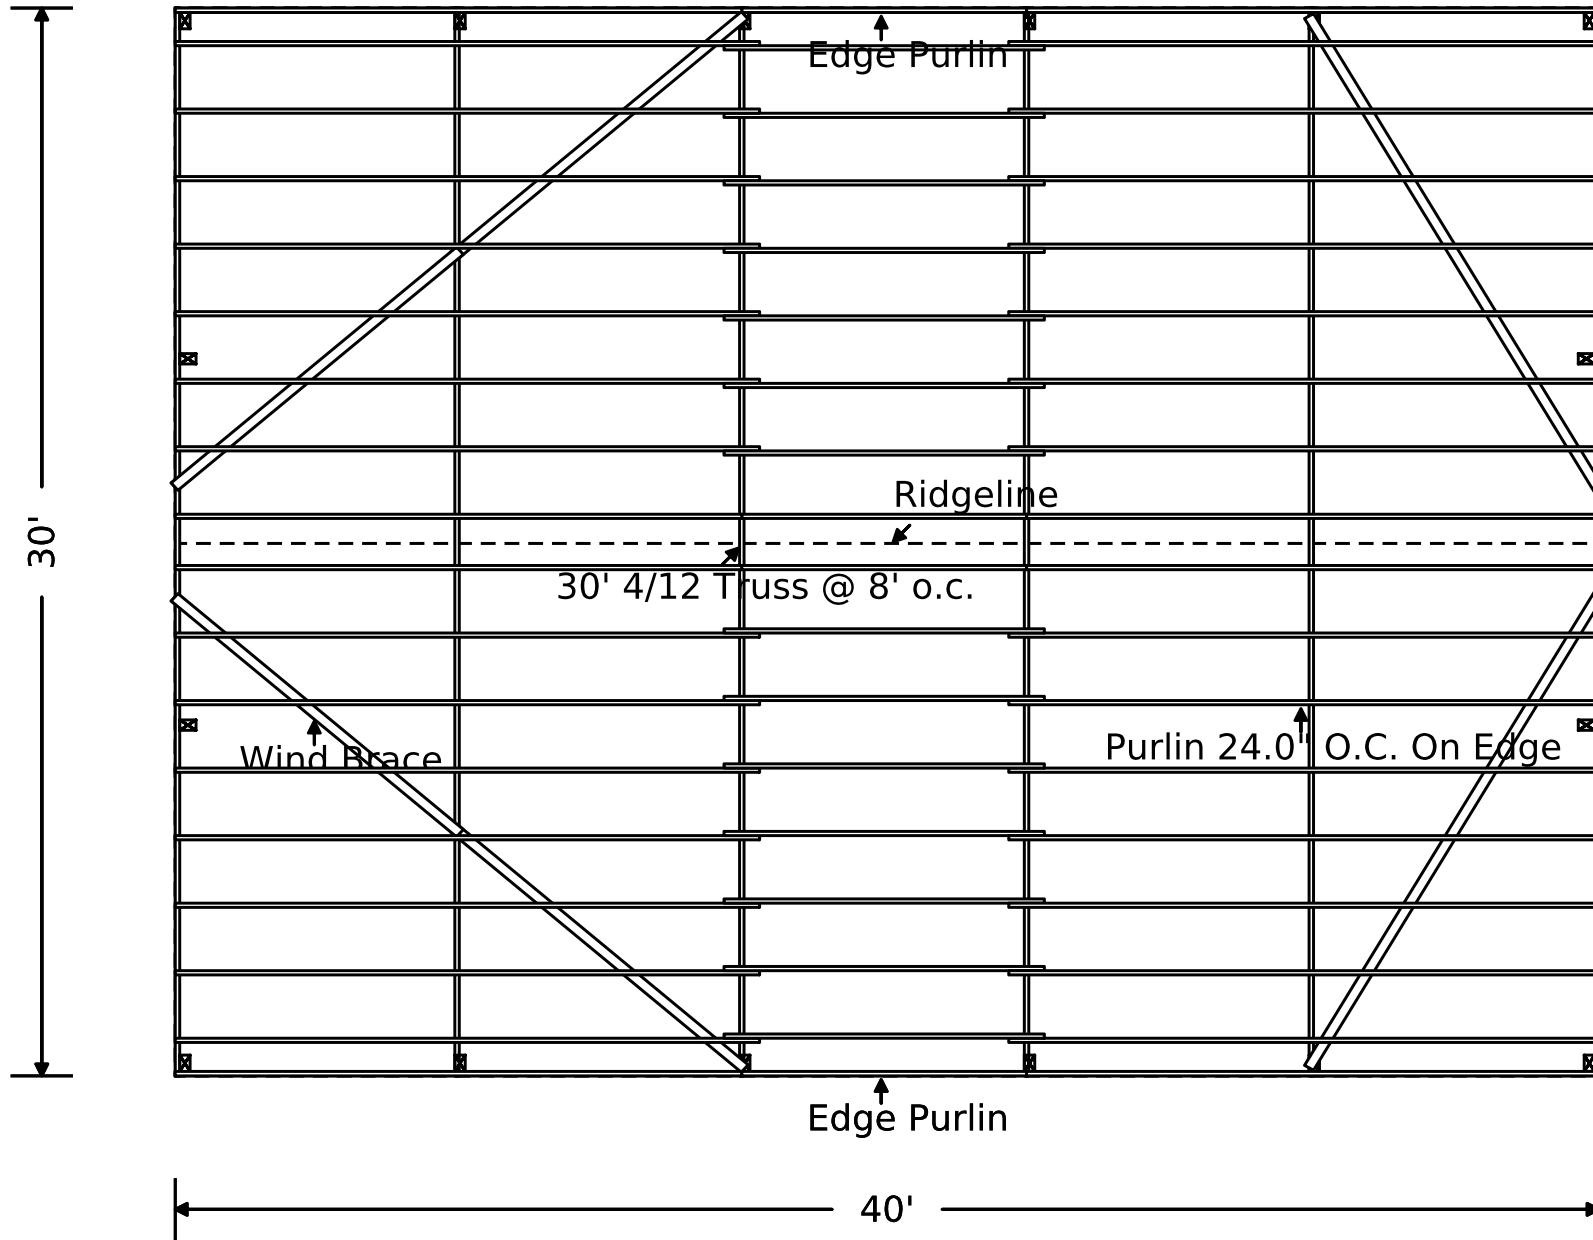 Edge Purlin
Ridgeline
30'
30' 4/12 Truss @ 8' o.c.
Wind Brace
Purlin 24.0" O.C. On Edge
Edge Purlin
40'